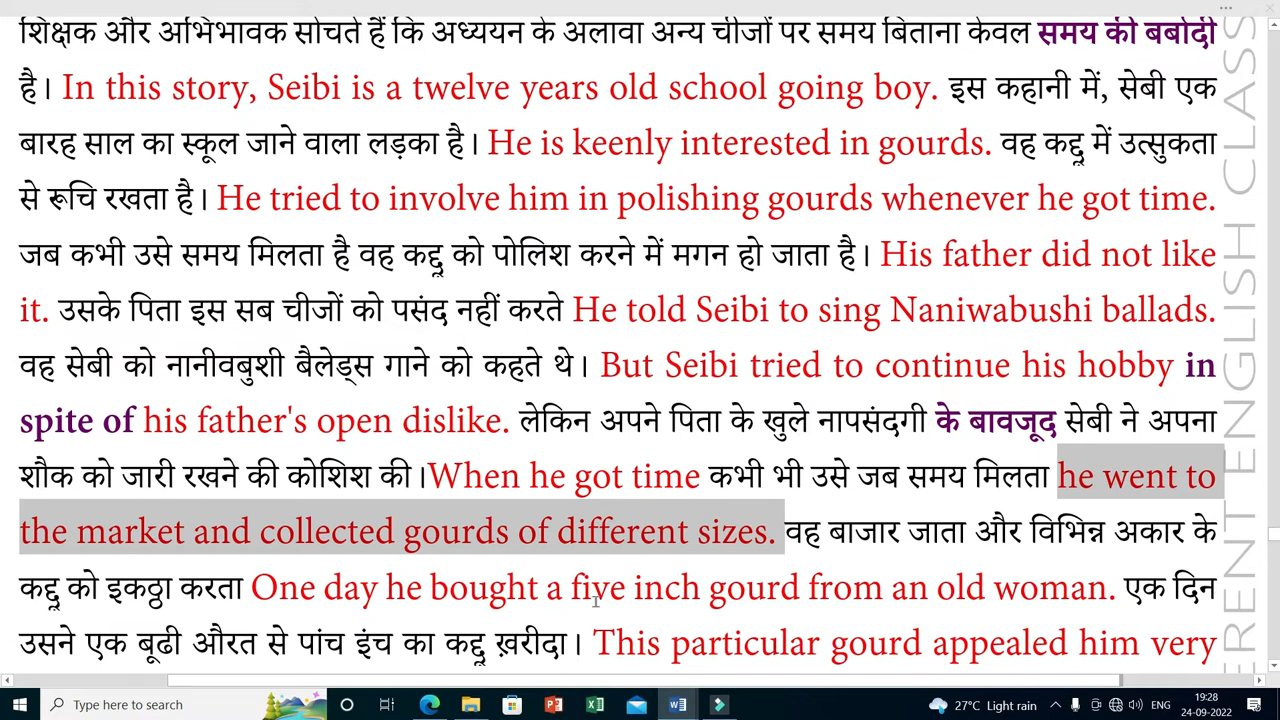 शिक्षक और अभिभावक सोचते हैं कि अध्ययन के अलावा अन्य चीजों पर समय बिताना केवल समय की बर्बादी
है। In this story, Seibi is a twelve years old school going boy. इस कहानी में, सेबी एक
बारह साल का स्कूल जाने वाला लड़का है। He is keenly interested in gourds. वह कद्दू में उत्सुकता
से रूचि रखता है। He tried to involve him in polishing gourds whenever he got time.
जब कभी उसे समय मिलता है वह कद्दू को पोलिश करने में मगन हो जाता है। His father did not like
it. उसके पिता इस सब चीजों को पसंद नहीं करते He told Seibi to sing Naniwabushi ballads.
वह सेबी को नानीवबुशी बैलेड्स गाने को कहते थे। But Seibi tried to continue his hobby in
spite of his father's open dislike. लेकिन अपने पिता के खुले नापसंदगी के बावजूद सेबी ने अपना
शौक को जारी रखने की कोशिश की।When he got time कभी भी उसे जब समय मिलता he went to
the market and collected gourds of different sizes. वह बाजार जाता और विभिन्न अकार के
कद्दू को इकठ्ठा करता One day he bought a five inch gourd from an old woman. एक दिन
उसने एक बूढी औरत से पांच इंच का कद्दू ख़रीदा। This particular gourd appealed him very
ERENT ENGLISH CLASS
Type here to search
27°C Light rain
ENG
19:28
24-09-2022